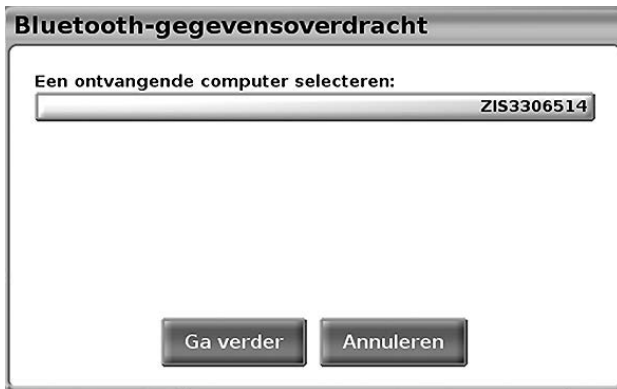 Bluetooth-gegevensoverdracht
Een ontvangende computer selecteren:
ZIS3306514
Ga verder Annuleren